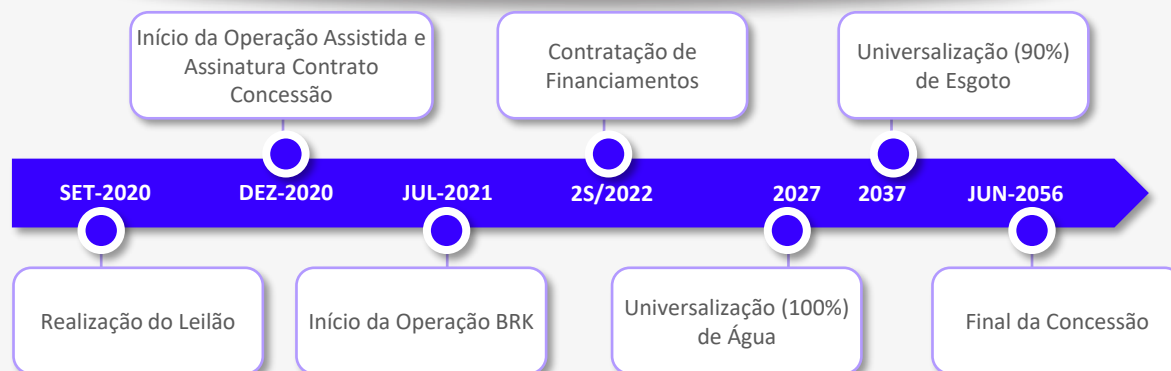 Início da Operação Assistida e
Assinatura Contrato
Concessão
Contratação de
Financiamentos
Universalização (90%)
de Esgoto
SET-2020
DEZ-2020
JUL-2021
2S/2022
2027
2037
JUN-2056
Realização do Leilão
Início da Operação BRK
Universalização (100%)
de Água
Final da Concessão